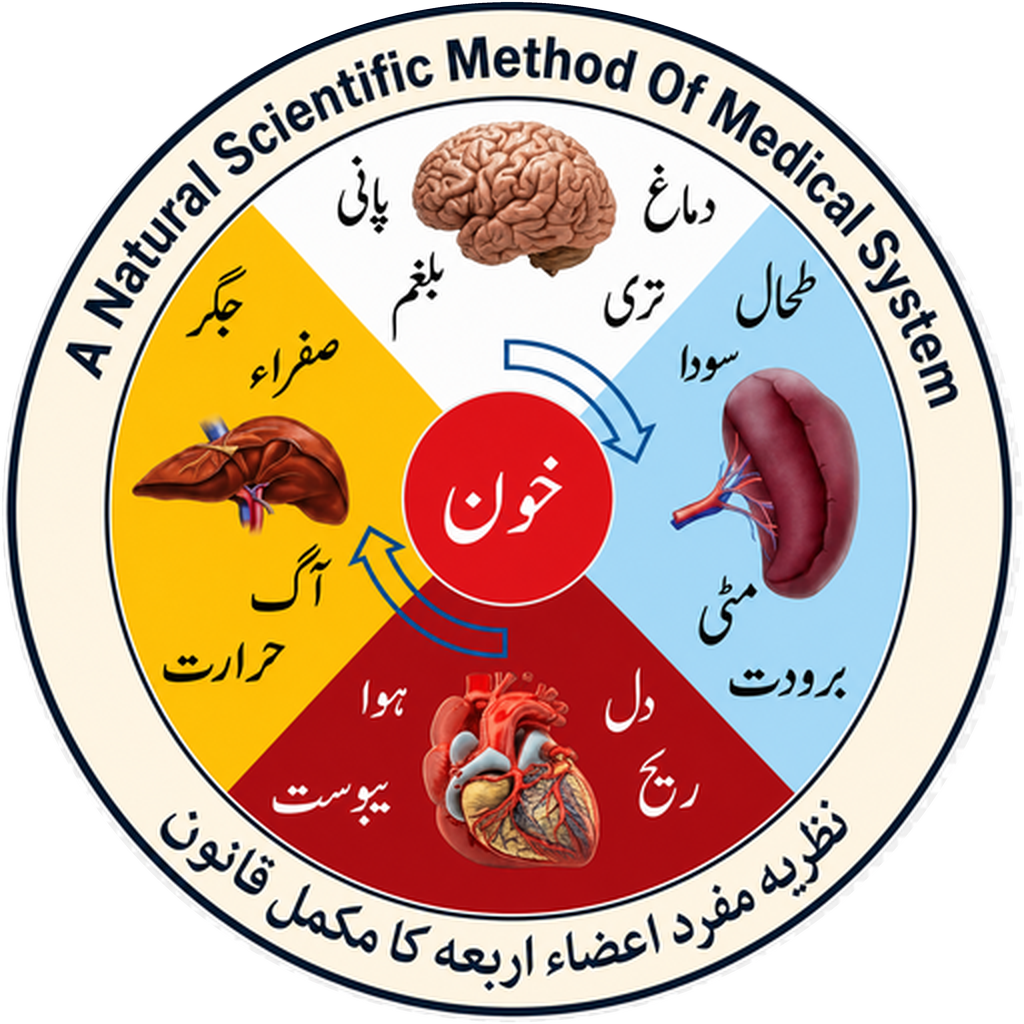 A Natural Scientific Method Of Medical System
دماغ
پانی
تری
بلغم
طحال
سودا
مٹی
برودت
جگر
صفراء
آگ
حرارت
خون
دل
ہوا
ریح
یبوست
نظریہ مفرد اعضاء اربعہ کا مکمل قانون